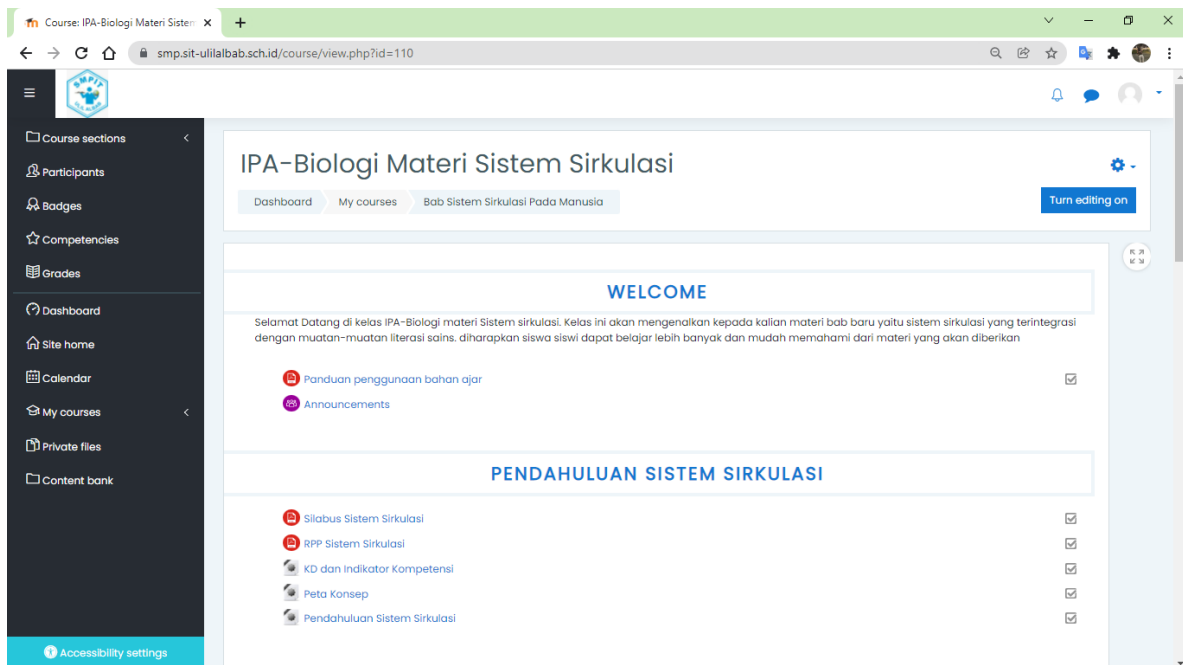 Course: IPA-Biologi Materi Sistem
smp.sit-ulilalbab.sch.id/course/view.php?id=110
SMPIT
Course sections
Participants
Badges
Competencies
Grades
Dashboard
Site home
Calendar
My courses
Private files
Content bank
Accessibility settings
IPA-Biologi Materi Sistem Sirkulasi
Dashboard My courses Bab Sistem Sirkulasi Pada Manusia
Turn editing on
WELCOME
Selamat Datang di kelas IPA-Biologi materi Sistem sirkulasi. Kelas ini akan mengenalkan kepada kalian materi bab baru yaitu sistem sirkulasi yang terintegrasi
dengan muatan-muatan literasi sains. diharapkan siswa siswi dapat belajar lebih banyak dan mudah memahami dari materi yang akan diberikan
Panduan penggunaan bahan ajar
Announcements
PENDAHULUAN SISTEM SIRKULASI
Silabus Sistem Sirkulasi
RPP Sistem Sirkulasi
KD dan Indikator Kompetensi
Peta Konsep
Pendahuluan Sistem Sirkulasi